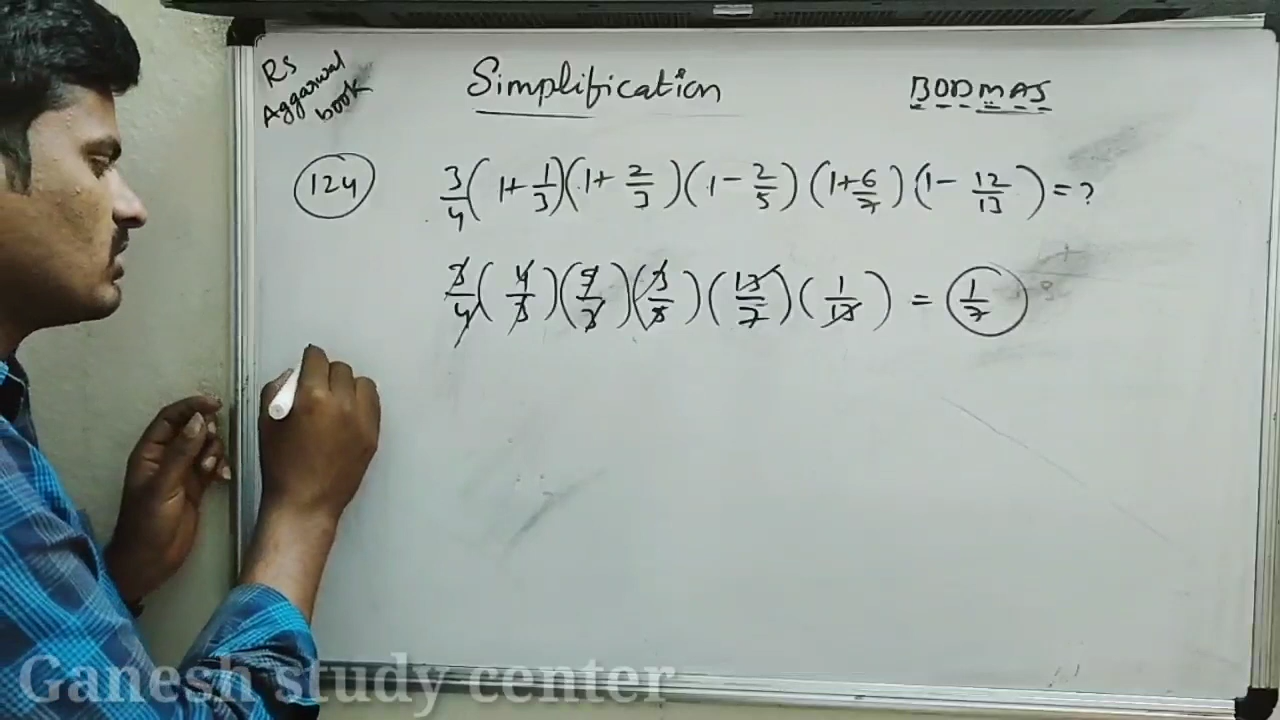 RS
Aggarwal
book
Simplification
BODMAS
124
3/4 (1+1/3)(1+2/3)(1-2/5)(1+6/7)(1-12/13) = ?
3/4 (4/3)(5/3)(3/5)(13/7)(1/13) = 1/7
Ganesh study center